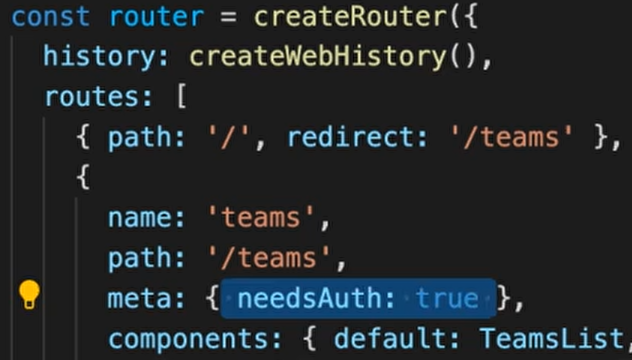 const router = createRouter({
history: createWebHistory(),
routes: [
{ path: '/', redirect: '/teams' },
{
name: 'teams',
path: '/teams',
meta: { needsAuth: true },
components: { default: TeamsList,